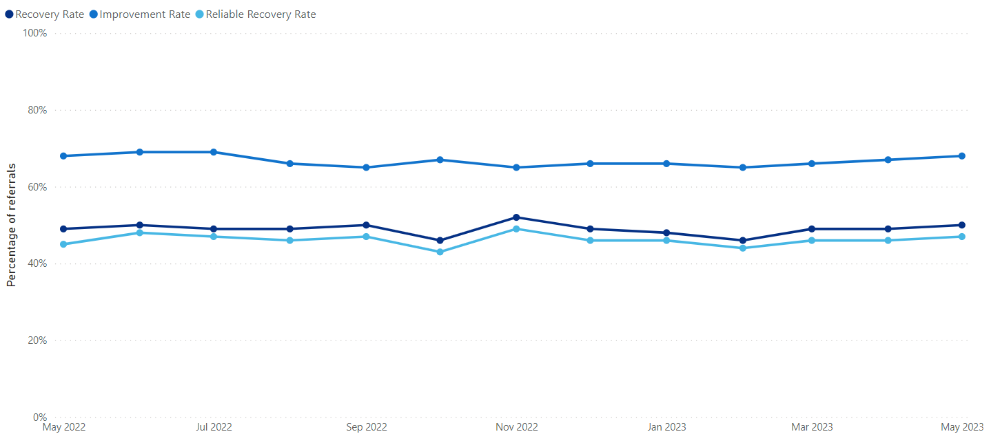 Recovery Rate Improvement Rate Reliable Recovery Rate
100%
80%
60%
40%
20%
0%
Percentage of referrals
May 2022 Jul 2022 Sep 2022 Nov 2022 Jan 2023 Mar 2023 May 2023